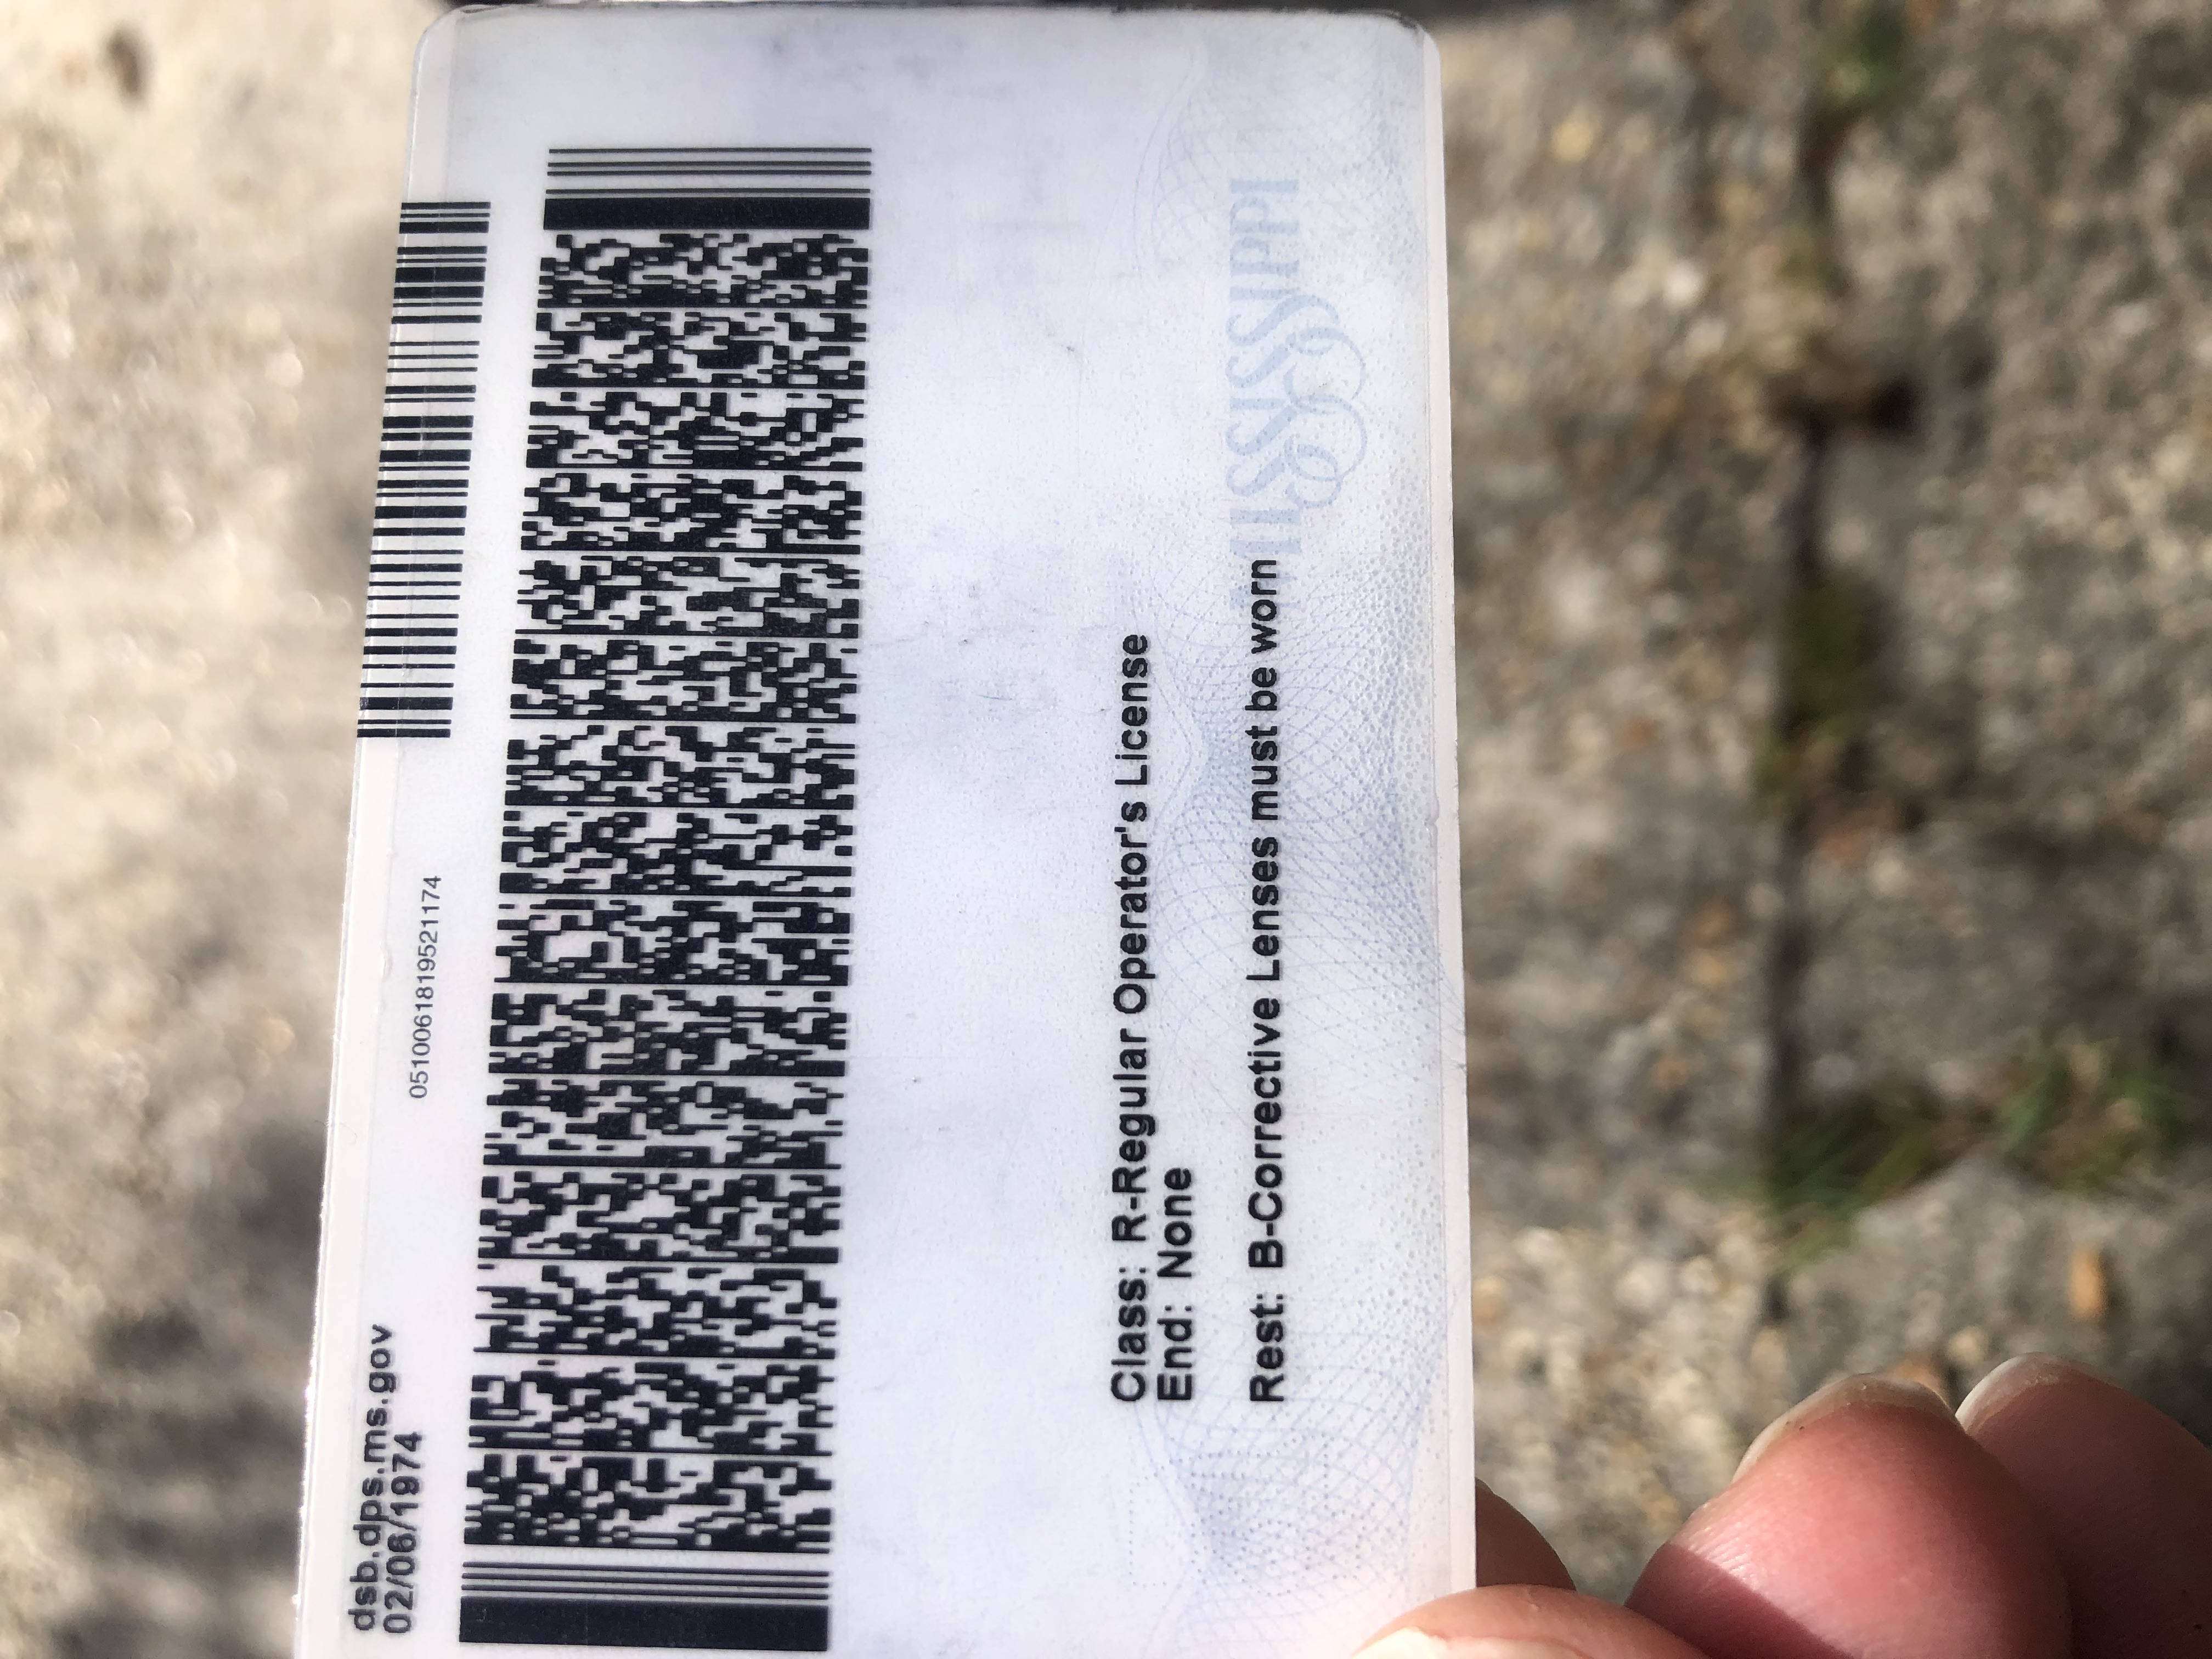 dsb.dps.ms.gov
02/06/1974
0510061819521174
Class: R-Regular Operator's License
End: None
Rest: B-Corrective Lenses must be worn
MISSISSIPPI